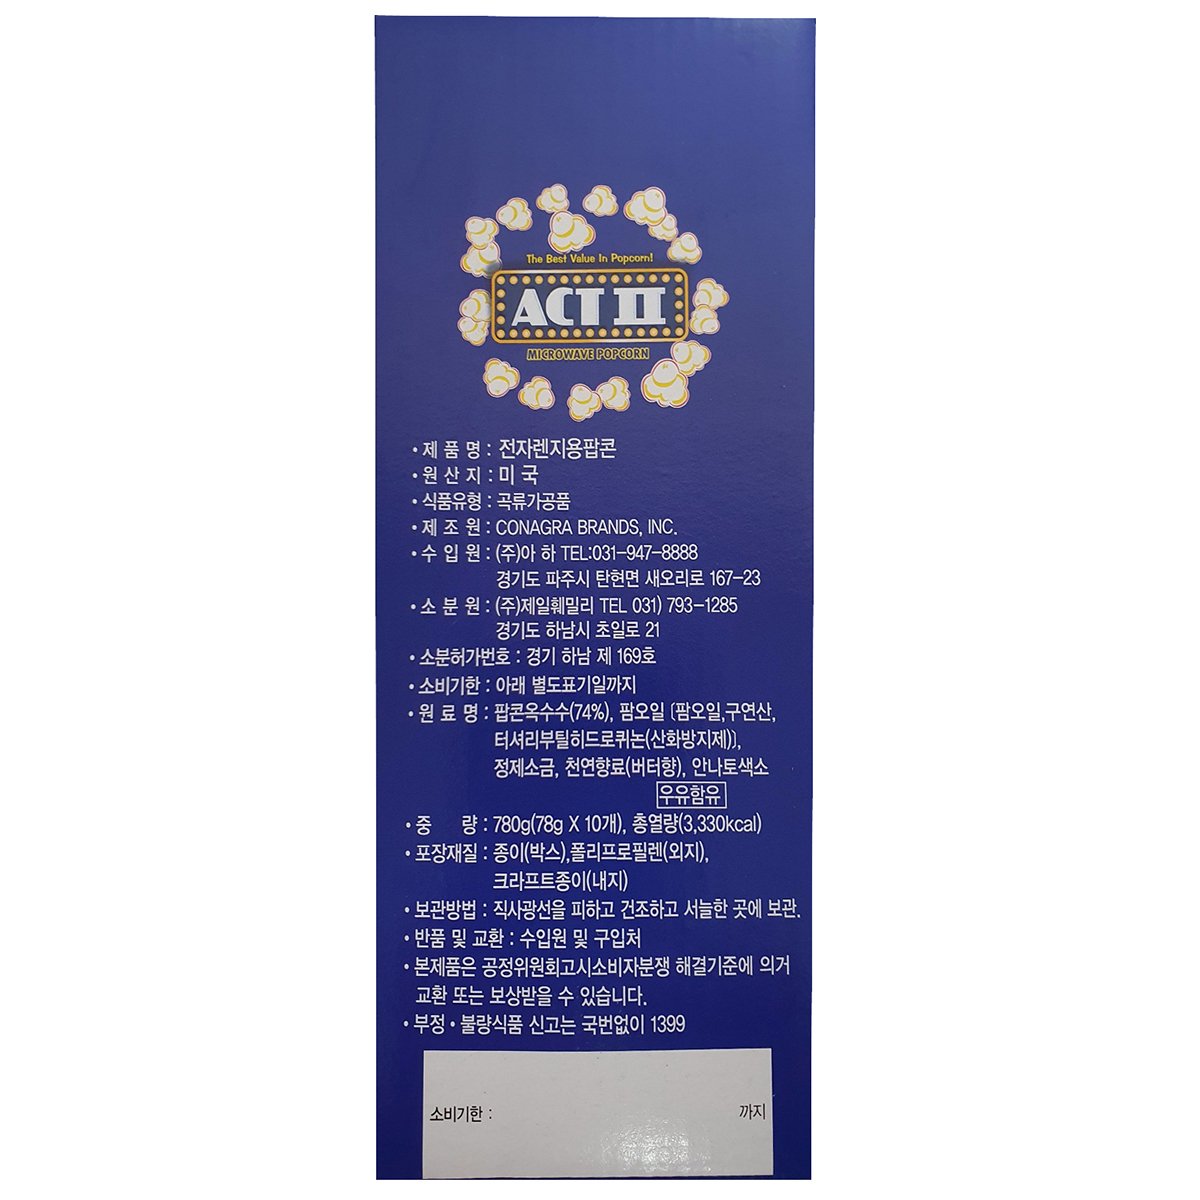 The Best Value In Popcorn!
ACT II
MICROWAVE POPCORN
• 제 품 명 : 전자렌지용팝콘
• 원 산 지 : 미 국
• 식품유형 : 곡류가공품
• 제 조 원 : CONAGRA BRANDS, INC.
• 수 입 원 : (주)아 하 TEL:031-947-8888
경기도 파주시 탄현면 새오리로 167-23
• 소 분 원 : (주)제일훼밀리 TEL 031) 793-1285
경기도 하남시 초일로 21
• 소분허가번호 : 경기 하남 제 169호
• 소비기한 : 아래 별도표기일까지
• 원 료 명 : 팝콘옥수수(74%), 팜오일 [팜오일,구연산,
터셔리부틸히드로퀴논(산화방지제)],
정제소금, 천연향료(버터향), 안나토색소
우유함유
• 중 량 : 780g(78g X 10개), 총열량(3,330kcal)
• 포장재질 : 종이(박스),폴리프로필렌(외지),
크라프트종이(내지)
• 보관방법 : 직사광선을 피하고 건조하고 서늘한 곳에 보관.
• 반품 및 교환 : 수입원 및 구입처
• 본제품은 공정위원회고시소비자분쟁 해결기준에 의거
교환 또는 보상받을 수 있습니다.
• 부정 • 불량식품 신고는 국번없이 1399
소비기한 : 까지